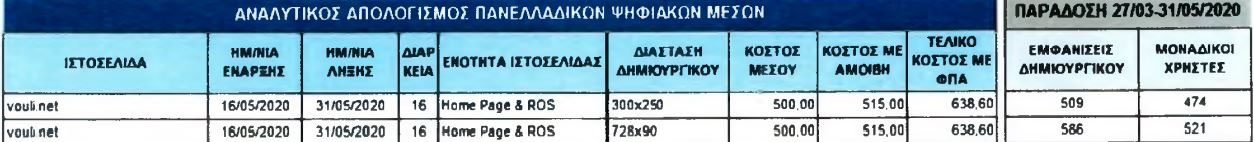 ΑΝΑΛΥΤΙΚΟΣ ΑΠΟΛΟΓΙΣΜΟΣ ΠΑΝΕΛΛΑΔΙΚΩΝ ΨΗΦΙΑΚΩΝ ΜΕΣΩΝ ΠΑΡΑΔΟΣΗ 27/03-31/05/2020
ΙΣΤΟΣΕΛΙΔΑ ΗΜ/ΝΙΑ ΕΝΑΡΞΗΣ ΗΜ/ΝΙΑ ΛΗΞΗΣ ΔΙΑΡ ΚΕΙΑ ΕΝΟΤΗΤΑ ΙΣΤΟΣΕΛΙΔΑΣ ΔΙΑΣΤΑΣΗ ΔΗΜΙΟΥΡΓΙΚΟΥ ΚΟΣΤΟΣ ΜΕΣΟΥ ΚΟΣΤΟΣ ΜΕ ΑΜΟΙΒΗ ΤΕΛΙΚΟ ΚΟΣΤΟΣ ΜΕ ΦΠΑ ΕΜΦΑΝΙΣΕΙΣ ΔΗΜΙΟΥΡΓΙΚΟΥ ΜΟΝΑΔΙΚΟΙ ΧΡΗΣΤΕΣ
vouli.net 16/05/2020 31/05/2020 16 Home Page & ROS 300x250 500,00 515,00 638,60 509 474
vouli.net 16/05/2020 31/05/2020 16 Home Page & ROS 728x90 500,00 515,00 638,60 586 521